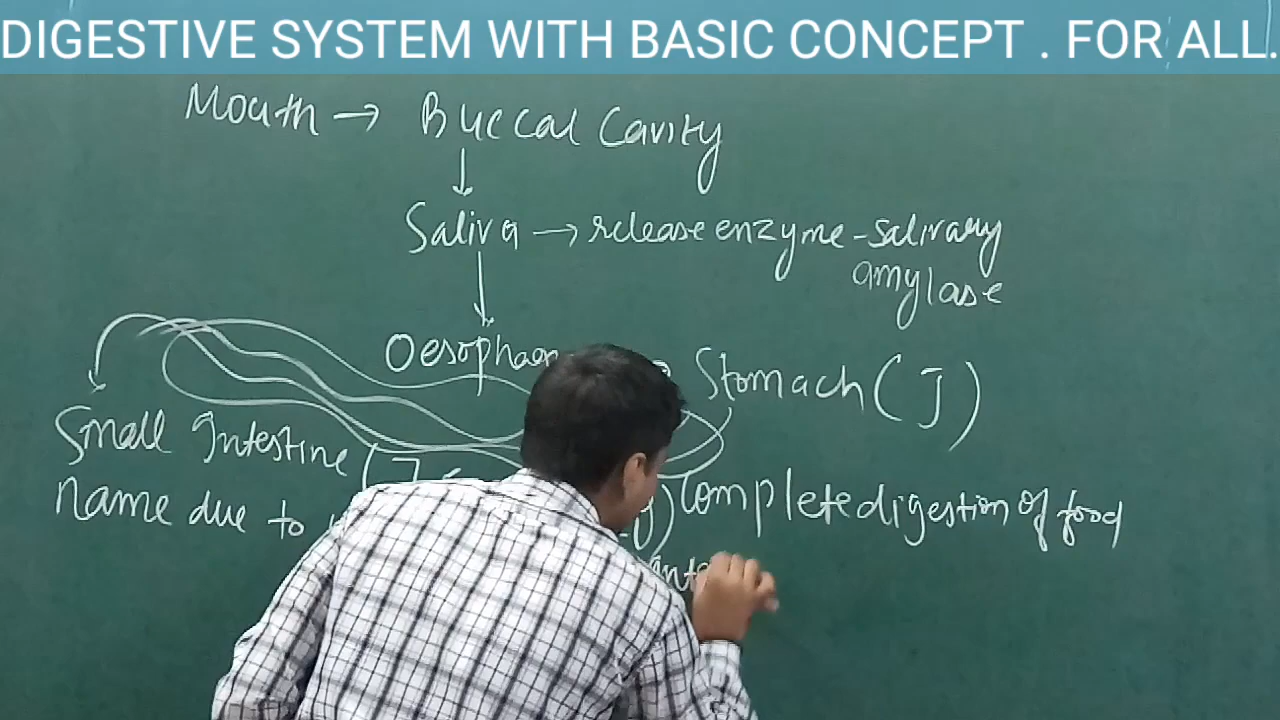 DIGESTIVE SYSTEM WITH BASIC CONCEPT . FOR ALL.
Mouth → Buccal Cavity
↓
Saliva → release enzyme - salivary
amylase
↓
Stomach (J)
Small Intestine (
name due to
Complete digestion of food